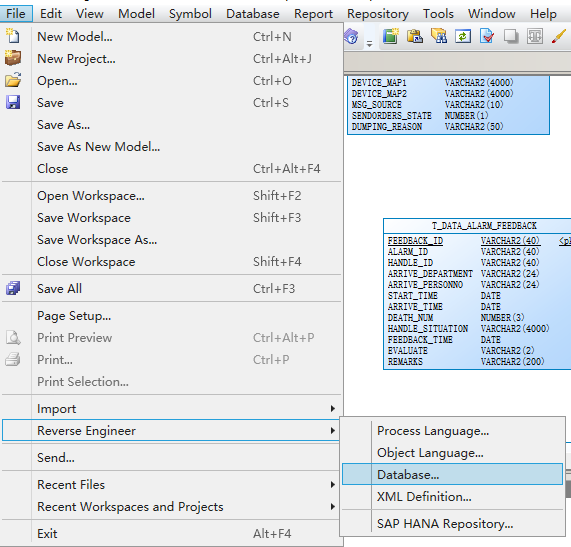 File Edit View Model Symbol Database Report Repository Tools Window Help
New Model... Ctrl+N
New Project... Ctrl+Alt+J
Open... Ctrl+O
Save Ctrl+S
Save As...
Save As New Model...
Close Ctrl+Alt+F4
Open Workspace... Shift+F2
Save Workspace Shift+F3
Save Workspace As...
Close Workspace Shift+F4
Save All Ctrl+F3
Page Setup...
Print Preview Ctrl+Alt+P
Print... Ctrl+P
Print Selection...
Import
Reverse Engineer
Send...
Recent Files
Recent Workspaces and Projects
Exit Alt+F4
Process Language...
Object Language...
Database...
XML Definition...
SAP HANA Repository...
DEVICE_MAP1 VARCHAR2(4000)
DEVICE_MAP2 VARCHAR2(4000)
MSG_SOURCE VARCHAR2(10)
SENDORDERS_STATE NUMBER(1)
DUMPING_REASON VARCHAR2(50)
T_DATA_ALARM_FEEDBACK
FEEDBACK_ID VARCHAR2(40)
ALARM_ID VARCHAR2(40)
HANDLE_ID VARCHAR2(40)
ARRIVE_DEPARTMENT VARCHAR2(24)
ARRIVE_PERSONNO VARCHAR2(24)
START_TIME DATE
ARRIVE_TIME DATE
DEATH_NUM NUMBER(3)
HANDLE_SITUATION VARCHAR2(4000)
FEEDBACK_TIME DATE
EVALUATE VARCHAR2(2)
REMARKS VARCHAR2(200)